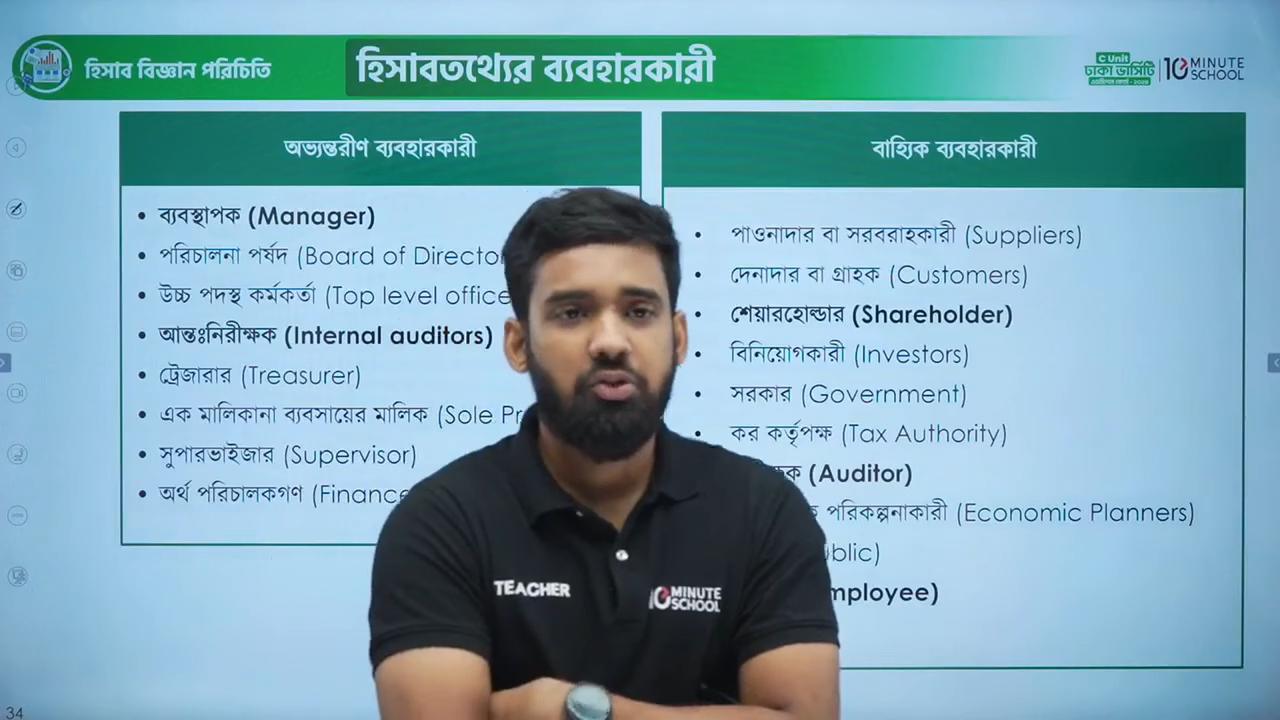 হিসাব বিজ্ঞান পরিচিতি
হিসাবতথ্যের ব্যবহারকারী
C Unit
ঢাকা ভার্সিটি
10 MINUTE SCHOOL
অভ্যন্তরীণ ব্যবহারকারী
• ব্যবস্থাপক (Manager)
• পরিচালনা পর্ষদ (Board of
• উচ্চ পদস্থ কর্মকর্তা (Top level
• আন্তঃনিরীক্ষক (Internal auditors)
• ট্রেজারার (Treasurer)
• এক মালিকানা ব্যবসায়ের মালিক (Sole
• সুপারভাইজার (Supervisor)
• অর্থ পরিচালকগণ (Finance
বাহ্যিক ব্যবহারকারী
• পাওনাদার বা সরবরাহকারী (Suppliers)
• দেনাদার বা গ্রাহক (Customers)
• শেয়ারহোল্ডার (Shareholder)
• বিনিয়োগকারী (Investors)
• সরকার (Government)
• কর কর্তৃপক্ষ (Tax Authority)
(Auditor)
পরিকল্পনাকারী (Economic Planners)
TEACHER
10 MINUTE SCHOOL
34